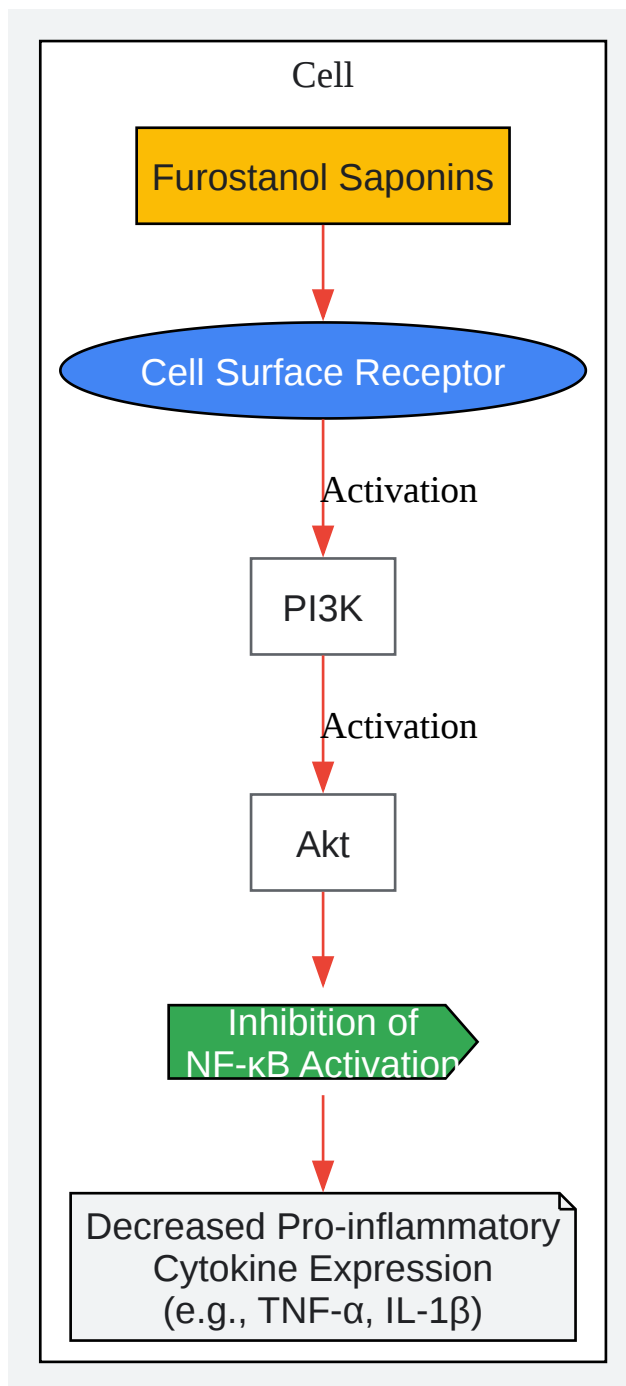 Cell
Furostanol Saponins
Cell Surface Receptor
Activation
PI3K
Activation
Akt
Inhibition of
NF-κB Activation
Decreased Pro-inflammatory
Cytokine Expression
(e.g., TNF-α, IL-1β)